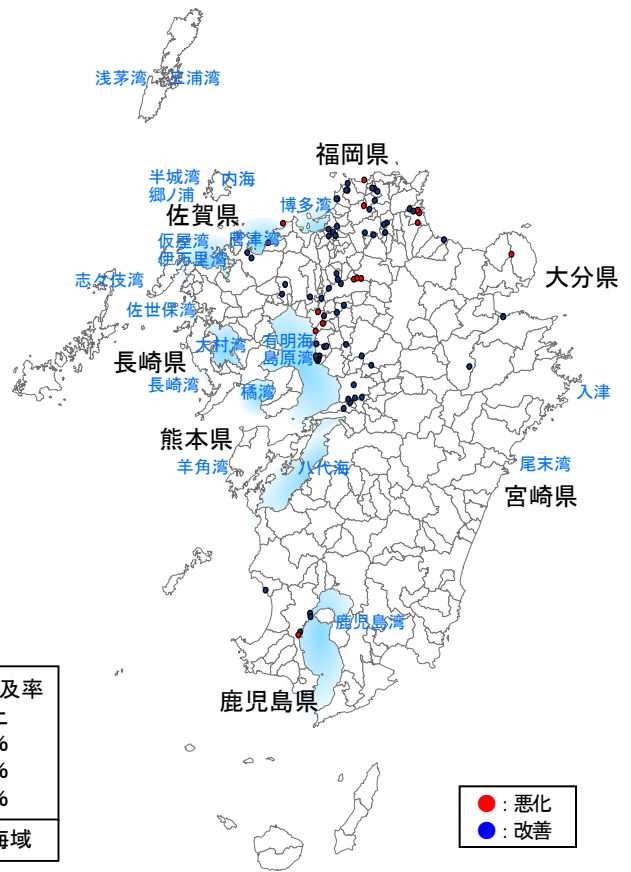 浅茅湾 三浦湾
福岡県
半城湾 内海
郷ノ浦
博多湾
佐賀県
仮屋湾 唐津湾
伊万里湾
志々伎湾
大分県
佐世保湾
大村湾 有明海
島原湾
長崎県
長崎湾 橘湾
入津
熊本県
羊角湾 八代海
尾末湾
宮崎県
鹿児島湾
鹿児島県
及率
%
%
%
海域
●：悪化
●：改善